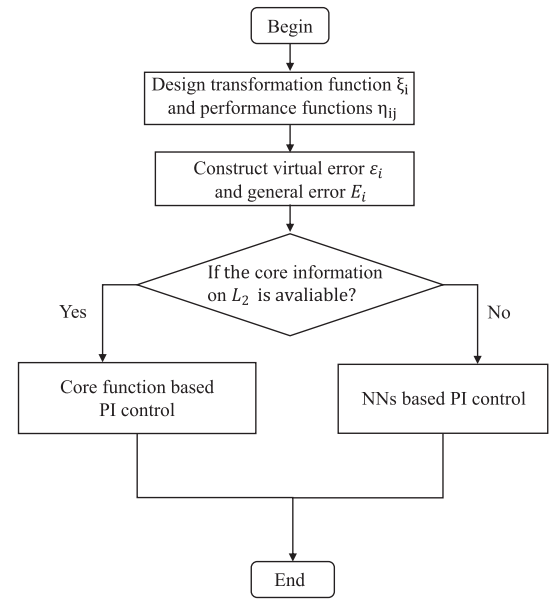 Begin
Design transformation function ξᵢ
and performance functions ηᵢⱼ
Construct virtual error εᵢ
and general error Eᵢ
If the core information
on L₂ is avaliable?
Yes
No
Core function based
PI control
NNs based PI control
End